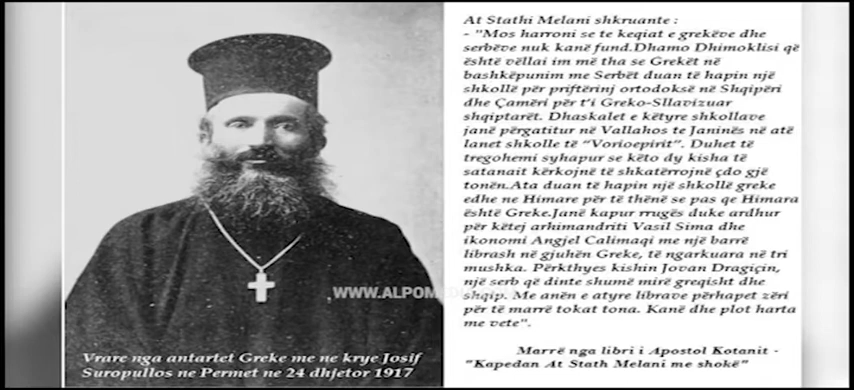 At Stathi Melani shkruante :
- "Mos harroni se te keqiat e grekëve dhe
serbëve nuk kanë fund.Dhamo Dhimoklisi që
është vëllai im më tha se Grekët në
bashkëpunim me Serbët duan të hapin një
shkollë për priftërinj ortodoksë në Shqipëri
dhe Çamëri për t'i Greko-Sllavizuar
shqiptarët. Dhaskalet e këtyre shkollave
janë përgatitur në Vallahos te Janinës në atë
lanet shkolle të "Vorioepirit". Duhet të
tregohemi syhapur se këto dy kisha të
satanait kërkojnë të shkatërrojnë çdo gjë
tonën.Ata duan të hapin një shkollë greke
edhe ne Himare për të thënë se pas qe Himara
është Greke.Janë kapur rrugës duke ardhur
për këtej arhimandriti Vasil Sima dhe
ikonomi Angjel Calimaqi me një barrë
librash në gjuhën Greke, të ngarkuara në tri
mushka. Përkthyes kishin Jovan Dragiçin,
një serb që dinte shumë mirë greqisht dhe
shqip. Me anën e atyre librave përhapet zëri
për të marrë tokat tona. Kanë dhe plot harta
me vete".
Marrë nga libri i Apostol Kotanit -
"Kapedan At Stath Melani me shokë"
WWW.ALPOM
Vrare nga antartet Greke me ne krye Josif
Suropullos ne Permet ne 24 dhjetor 1917